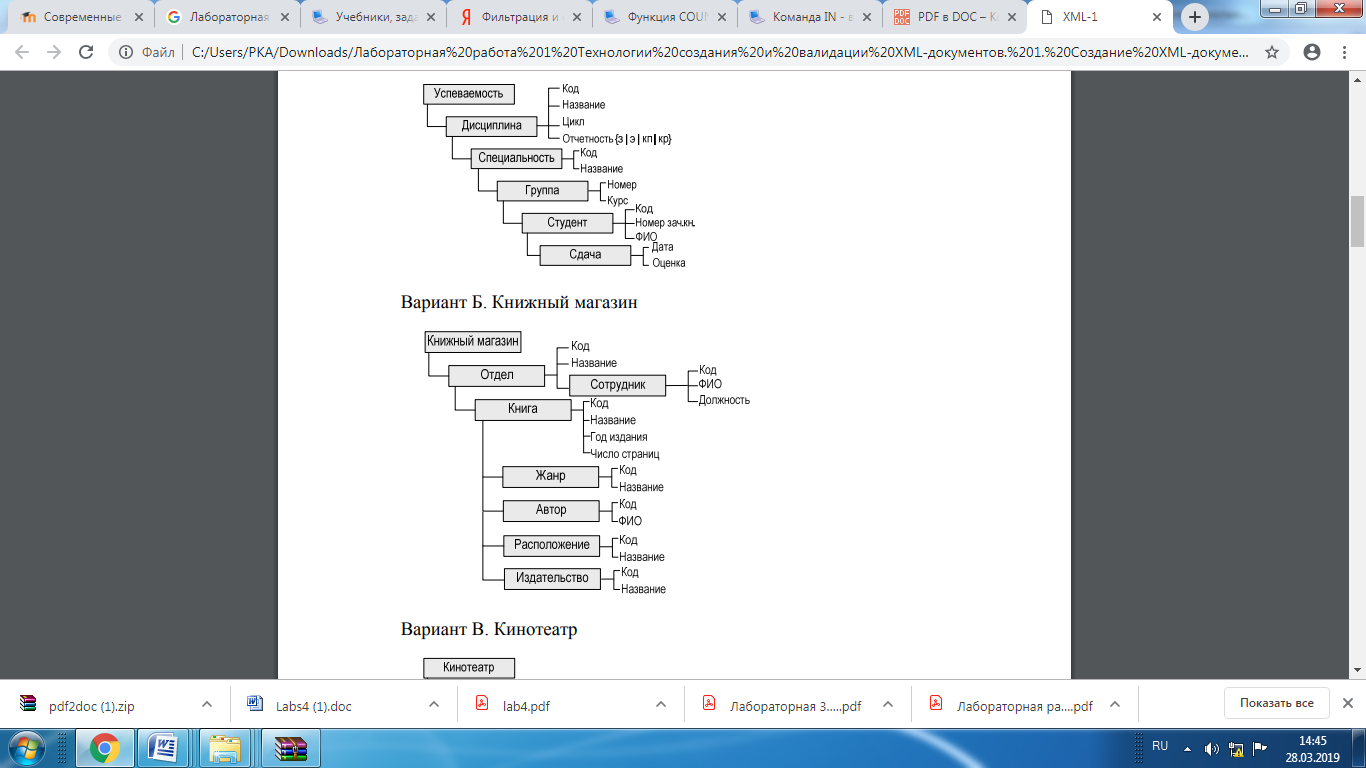 Современные
Лабораторная
Учебники, зада
Фильтрация и
Функция COUN
Команда IN - в
PDF в DOC – К
XML-1
Файл
C:/Users/PKA/Downloads/Лабораторная%20работа%201%20Технологии%20создания%20и%20валидации%20XML-документов.%201.%20Создание%20XML-докуме...
Успеваемость
Код
Название
Дисциплина
Цикл
Отчетность {з | э | кп | кр}
Специальность
Код
Название
Группа
Номер
Курс
Студент
Код
Номер зач.кн.
ФИО
Сдача
Дата
Оценка
Вариант Б. Книжный магазин
Книжный магазин
Код
Название
Отдел
Сотрудник
Код
ФИО
Должность
Книга
Код
Название
Год издания
Число страниц
Жанр
Код
Название
Автор
Код
ФИО
Расположение
Код
Название
Издательство
Код
Название
Вариант В. Кинотеатр
Кинотеатр
pdf2doc (1).zip
Labs4 (1).doc
lab4.pdf
Лабораторная 3.....pdf
Лабораторная ра....pdf
Показать все
RU
14:45
28.03.2019